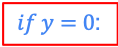 if y = 0: